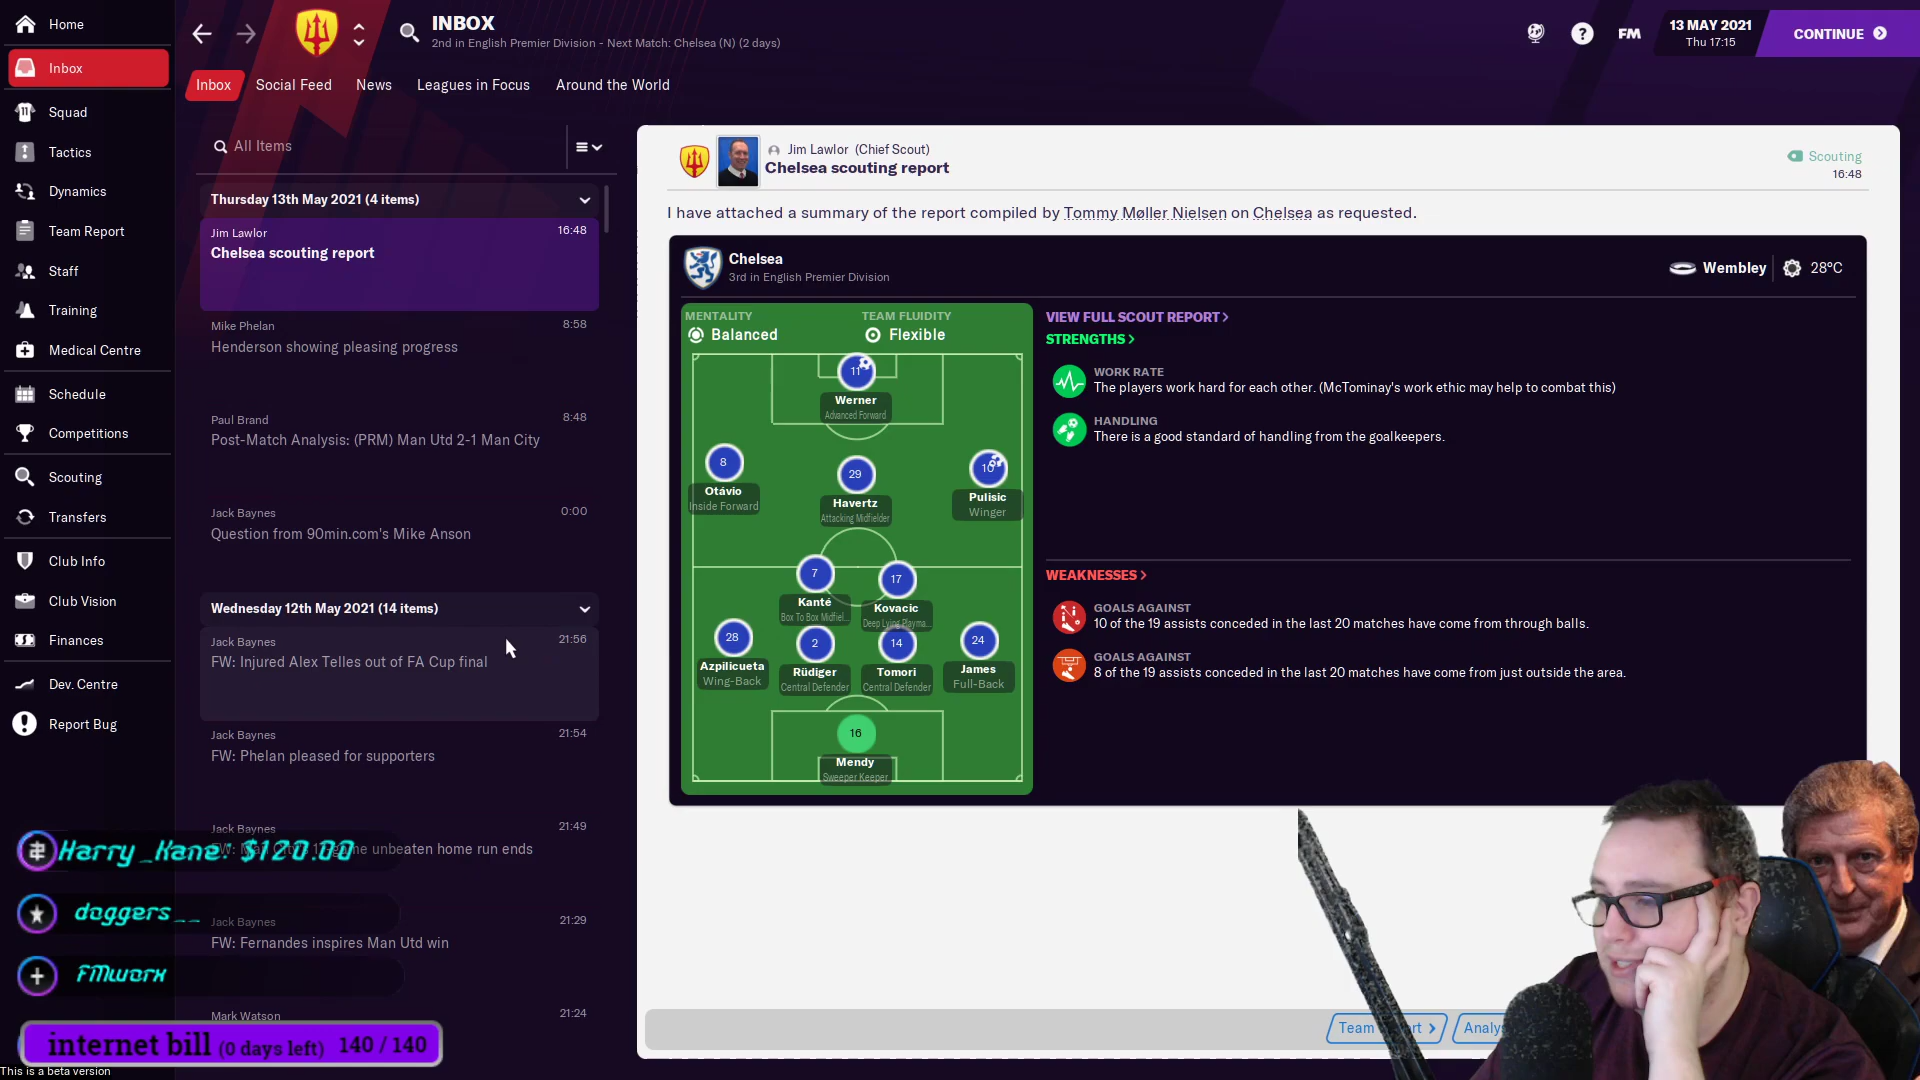 Home
Inbox
Squad
Tactics
Dynamics
Team Report
Staff
Training
Medical Centre
Schedule
Competitions
Scouting
Transfers
Club Info
Club Vision
Finances
Dev. Centre
Report Bug
INBOX
2nd in English Premier Division - Next Match: Chelsea (N) (2 days)
? FM
13 MAY 2021
Thu 17:15
CONTINUE
Inbox Social Feed News Leagues in Focus Around the World
All Items
Thursday 13th May 2021 (4 items)
Jim Lawlor 16:48
Chelsea scouting report
Mike Phelan 8:58
Henderson showing pleasing progress
Paul Brand 8:48
Post-Match Analysis: (PRM) Man Utd 2-1 Man City
Jack Baynes 0:00
Question from 90min.com's Mike Anson
Wednesday 12th May 2021 (14 items)
Jack Baynes 21:56
FW: Injured Alex Telles out of FA Cup final
Jack Baynes 21:54
FW: Phelan pleased for supporters
Jack Baynes 21:49
unbeaten home run ends
Jack Baynes 21:29
FW: Fernandes inspires Man Utd win
Mark Watson 21:24
Jim Lawlor (Chief Scout)
Chelsea scouting report
Scouting
16:48
I have attached a summary of the report compiled by Tommy Møller Nielsen on Chelsea as requested.
Chelsea
3rd in English Premier Division
Wembley 28°C
MENTALITY
Balanced
TEAM FLUIDITY
Flexible
11
Werner
Advanced Forward
8
Otávio
Inside Forward
29
Havertz
Attacking Midfielder
10
Pulisic
Winger
7
Kanté
Box To Box Midfiel...
17
Kovacic
Deep Lying Playma...
28
Azpilicueta
Wing-Back
2
Rüdiger
Central Defender
14
Tomori
Central Defender
24
James
Full-Back
16
Mendy
Sweeper Keeper
VIEW FULL SCOUT REPORT >
STRENGTHS >
WORK RATE
The players work hard for each other. (McTominay's work ethic may help to combat this)
HANDLING
There is a good standard of handling from the goalkeepers.
WEAKNESSES >
GOALS AGAINST
10 of the 19 assists conceded in the last 20 matches have come from through balls.
GOALS AGAINST
8 of the 19 assists conceded in the last 20 matches have come from just outside the area.
Team
Harry_Kane: $120.00
daggers__
FMworx
internet bill (0 days left) 140 / 140
This is a beta version